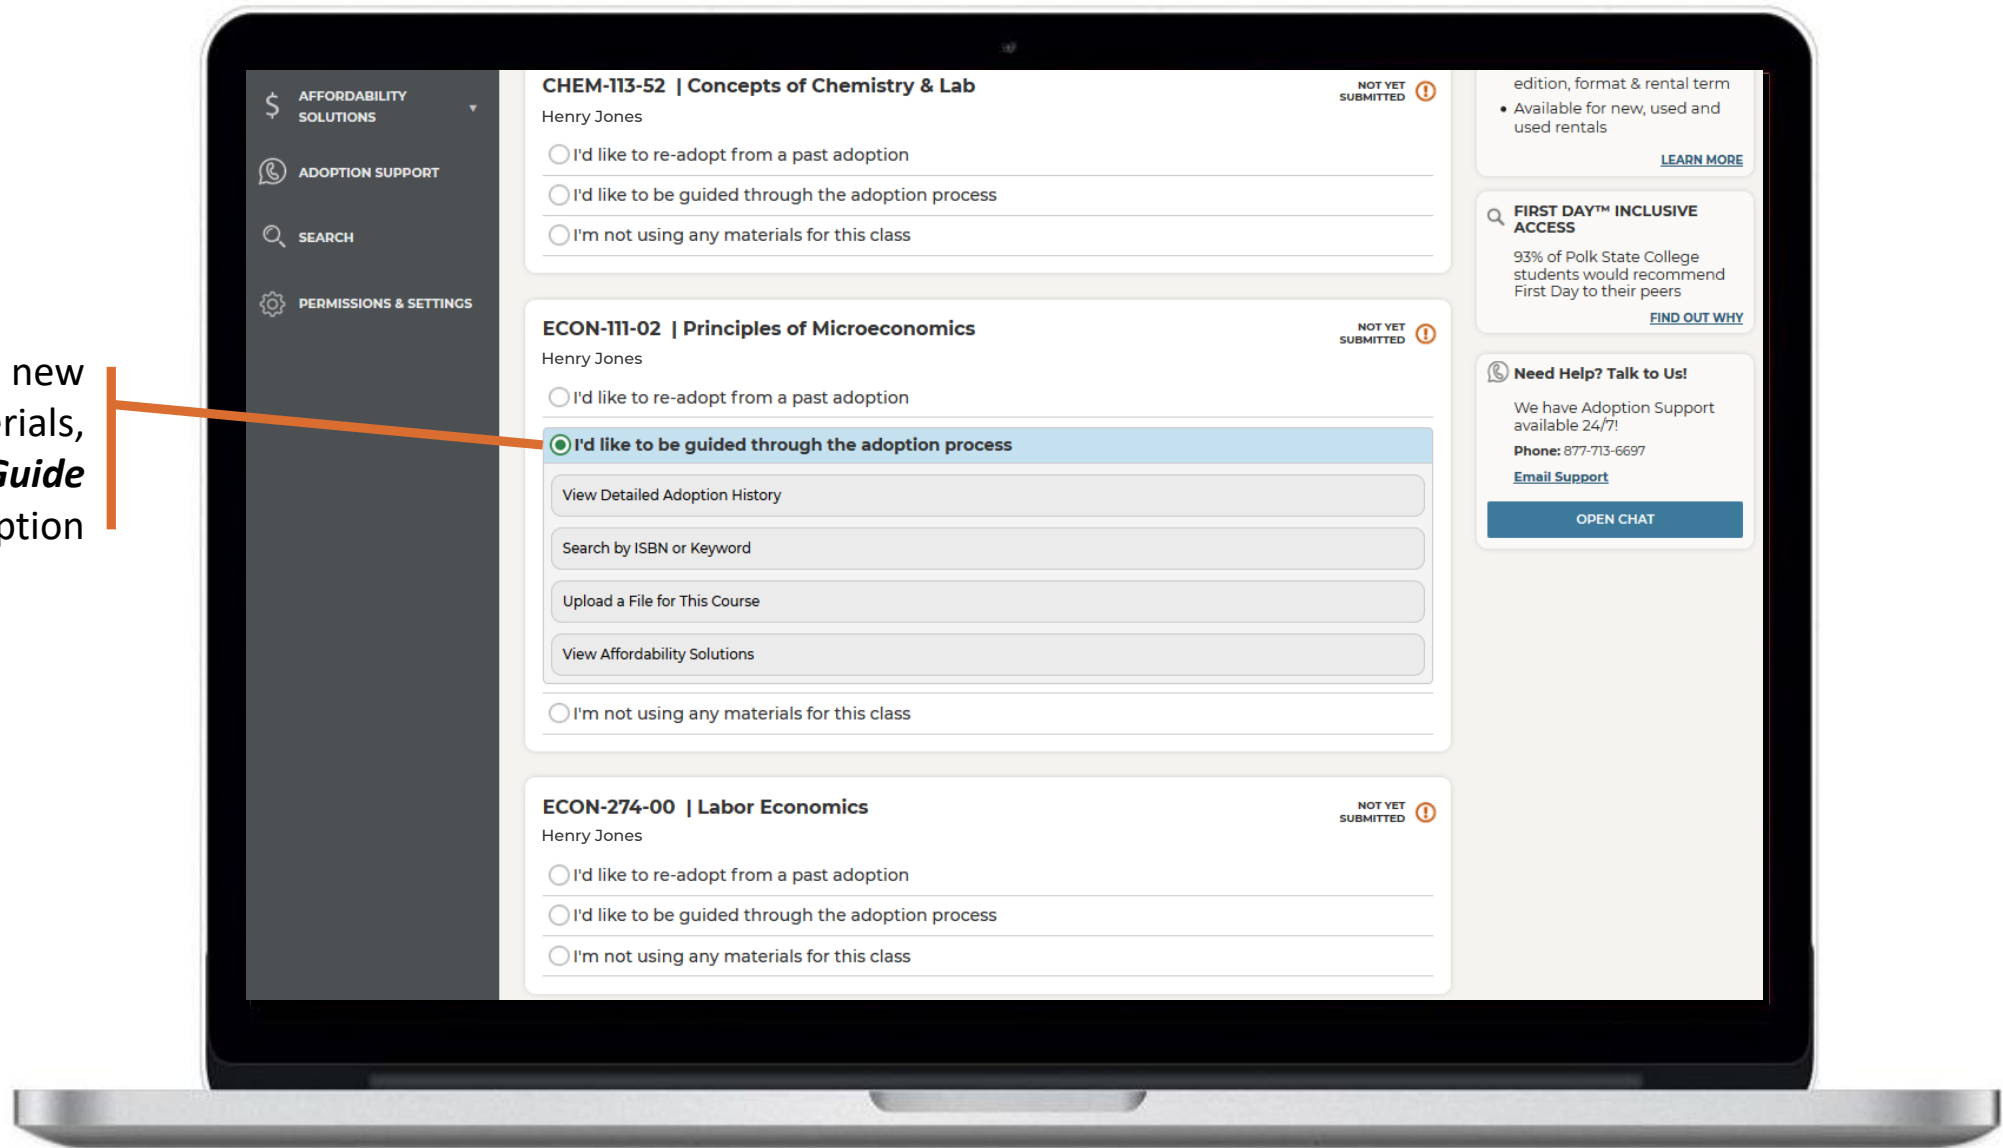 new
erials,
Guide
ption
AFFORDABILITY
SOLUTIONS
ADOPTION SUPPORT
SEARCH
PERMISSIONS & SETTINGS
CHEM-113-52 | Concepts of Chemistry & Lab
NOT YET
SUBMITTED
Henry Jones
I'd like to re-adopt from a past adoption
I'd like to be guided through the adoption process
I'm not using any materials for this class
ECON-111-02 | Principles of Microeconomics
NOT YET
SUBMITTED
Henry Jones
I'd like to re-adopt from a past adoption
I'd like to be guided through the adoption process
View Detailed Adoption History
Search by ISBN or Keyword
Upload a File for This Course
View Affordability Solutions
I'm not using any materials for this class
ECON-274-00 | Labor Economics
NOT YET
SUBMITTED
Henry Jones
I'd like to re-adopt from a past adoption
I'd like to be guided through the adoption process
I'm not using any materials for this class
edition, format & rental term
• Available for new, used and
used rentals
LEARN MORE
FIRST DAY™ INCLUSIVE
ACCESS
93% of Polk State College
students would recommend
First Day to their peers
FIND OUT WHY
Need Help? Talk to Us!
We have Adoption Support
available 24/7!
Phone: 877-713-6697
Email Support
OPEN CHAT